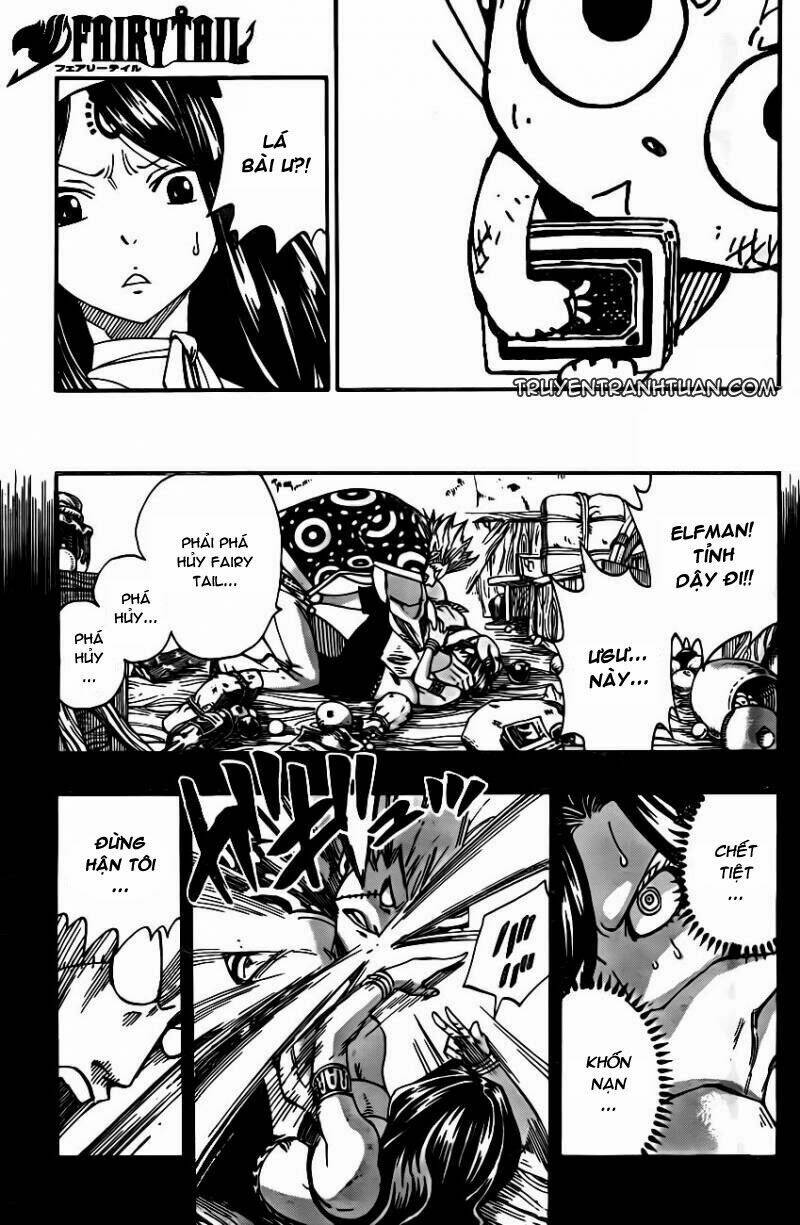 FAIRY TAIL
フェアリーテイル
LÁ
BÀI Ư?!
TRUYENTRANHTUAN.COM
ELFMAN!
TỈNH
DẬY ĐI!!
ƯGƯ...
NÀY...
PHẢI PHÁ
HỦY FAIRY
TAIL...
PHÁ
HỦY...
PHÁ
HỦY
...
CHẾT
TIỆT
...
KHỐN
NẠN
...
ĐỪNG
HẬN TÔI
...